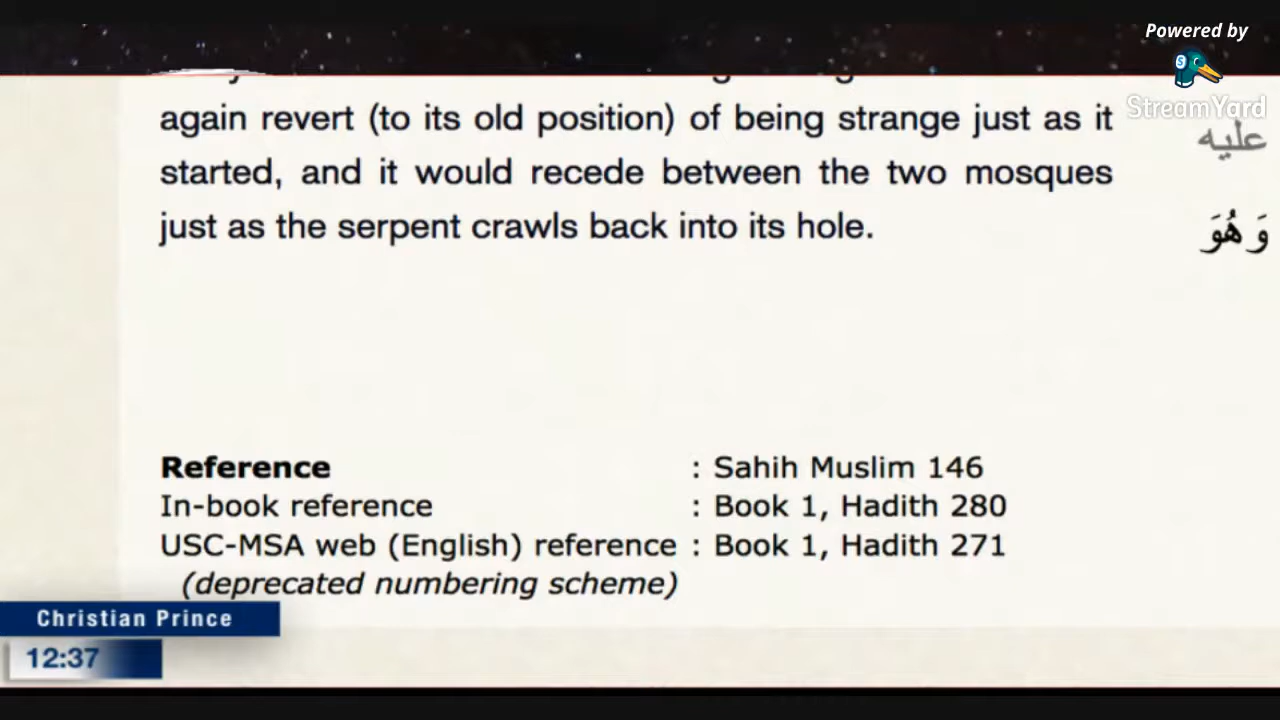 Powered by
StreamYard
again revert (to its old position) of being strange just as it
عليه
started, and it would recede between the two mosques
just as the serpent crawls back into its hole.
وَهُوَ
Reference : Sahih Muslim 146
In-book reference : Book 1, Hadith 280
USC-MSA web (English) reference : Book 1, Hadith 271
(deprecated numbering scheme)
Christian Prince
12:37